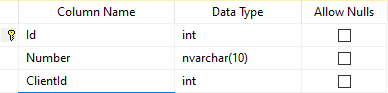 Column Name Data Type Allow Nulls
Id int
Number nvarchar(10)
ClientId int